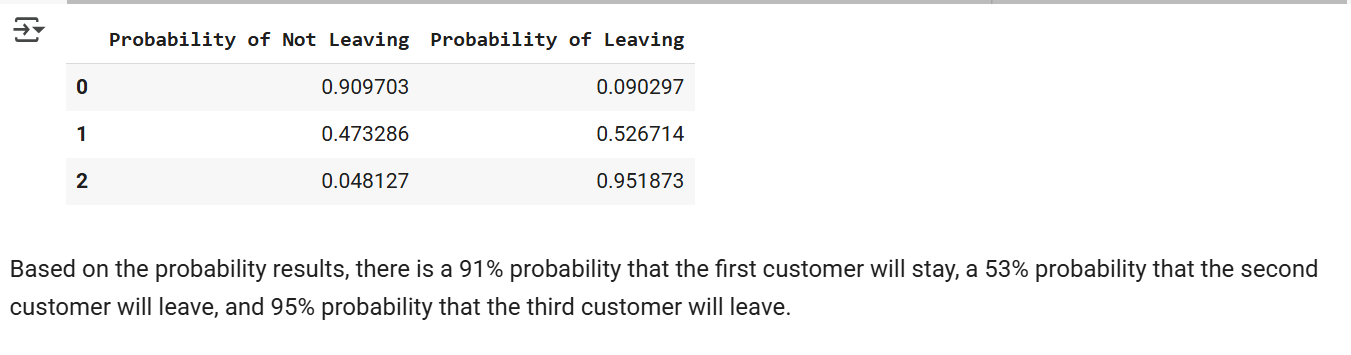 Probability of Not Leaving Probability of Leaving
0 0.909703 0.090297
1 0.473286 0.526714
2 0.048127 0.951873
Based on the probability results, there is a 91% probability that the first customer will stay, a 53% probability that the second
customer will leave, and 95% probability that the third customer will leave.